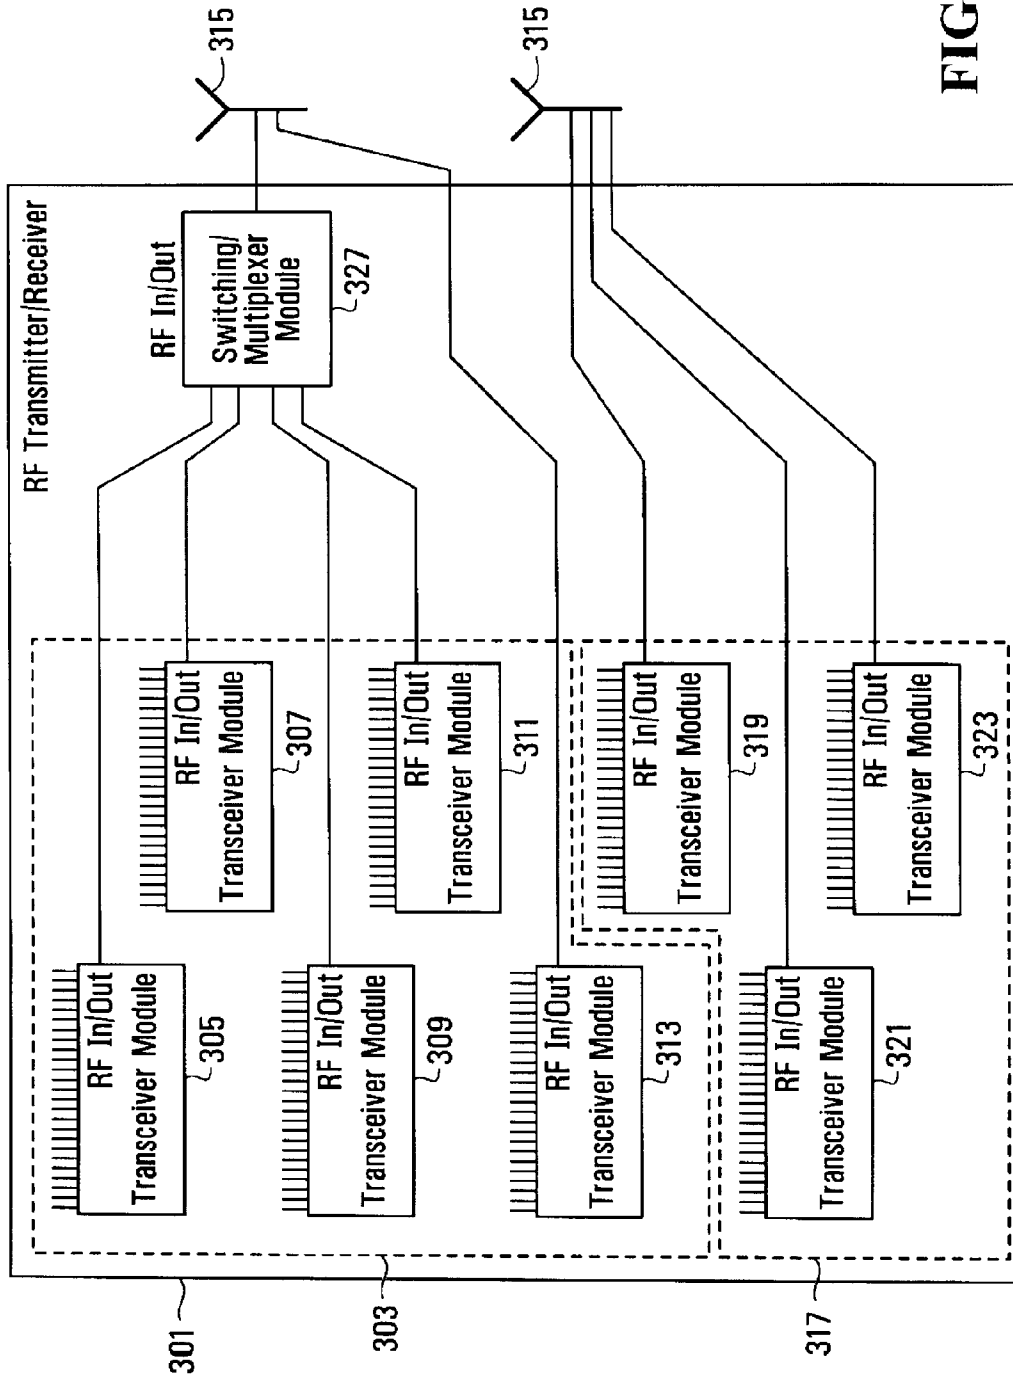 RF Transmitter/Receiver
RF In/Out
Switching/
Multiplexer
Module
327
315
315
RF In/Out
Transceiver Module
305
RF In/Out
Transceiver Module
307
RF In/Out
Transceiver Module
309
RF In/Out
Transceiver Module
311
RF In/Out
Transceiver Module
313
RF In/Out
Transceiver Module
319
RF In/Out
Transceiver Module
321
RF In/Out
Transceiver Module
323
301
303
317
FIG